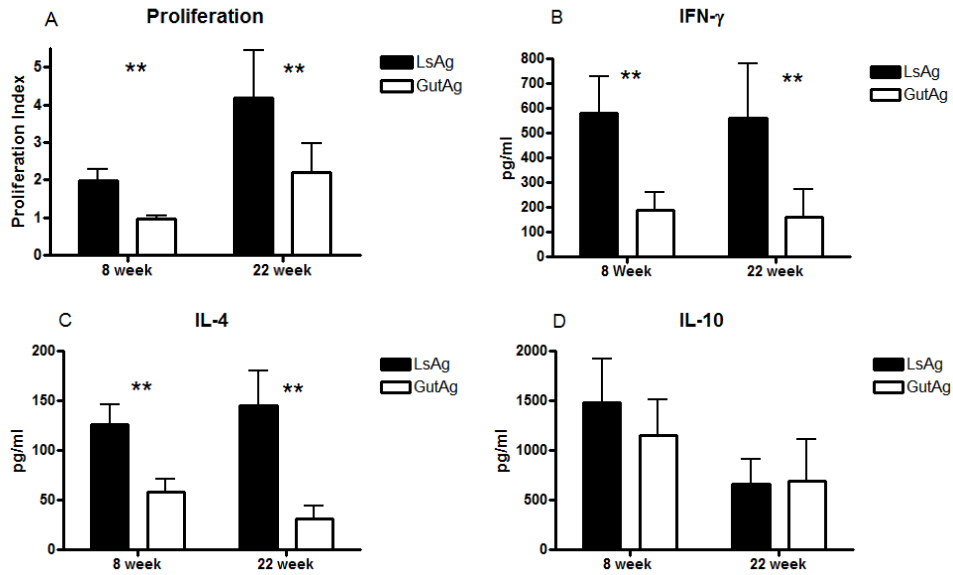 A
Proliferation
Proliferation Index
5
4
3
2
1
0
**
**
LsAg
GutAg
8 week
22 week
B
IFN-γ
pg/ml
800
700
600
500
400
300
200
100
0
**
**
LsAg
GutAg
8 Week
22 week
C
IL-4
pg/ml
200
150
100
50
0
**
**
LsAg
GutAg
8 week
22 week
D
IL-10
pg/ml
2000
1500
1000
500
0
LsAg
GutAg
8 week
22 week